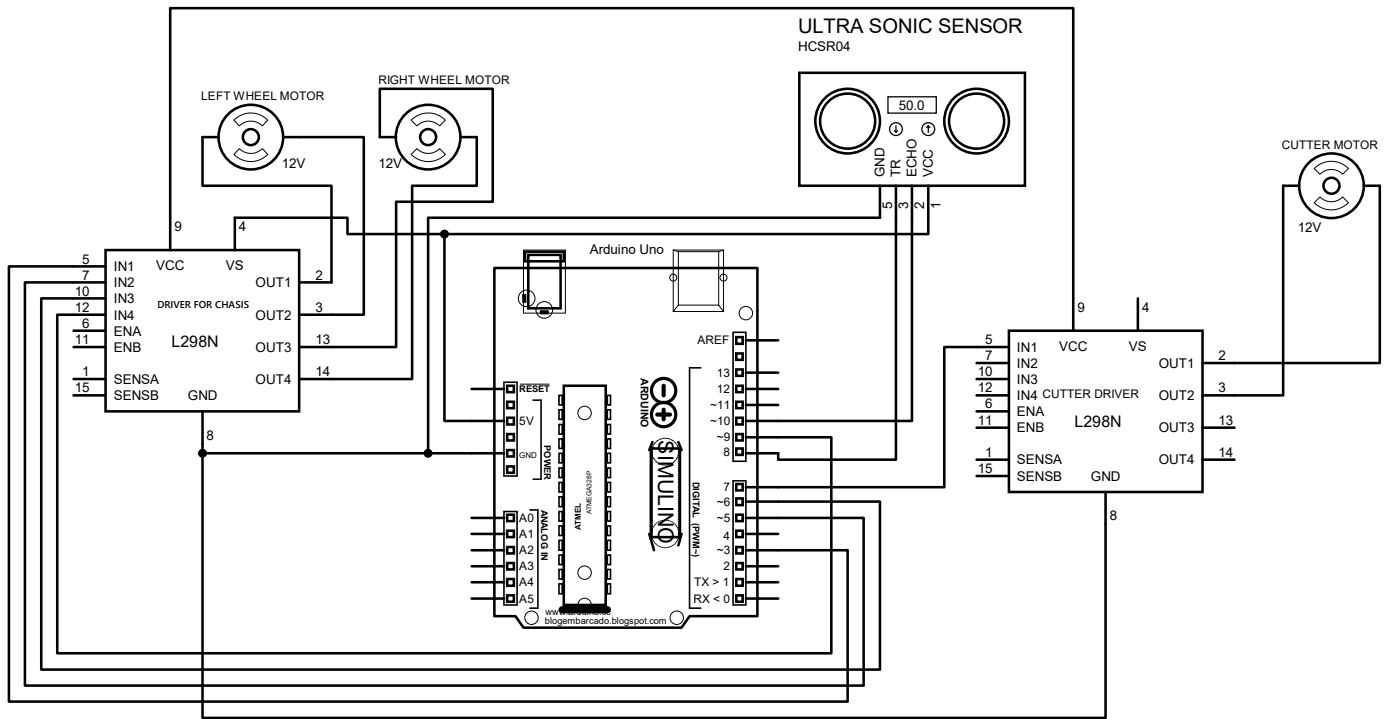 ULTRA SONIC SENSOR
HCSR04
50.0
GND
TR
ECHO
VCC
5
3
2
1
LEFT WHEEL MOTOR
12V
RIGHT WHEEL MOTOR
12V
CUTTER MOTOR
12V
9
4
5 IN1
7 IN2
10 IN3
12 IN4
6 ENA
11 ENB
1 SENSA
15 SENSB
VCC
VS
DRIVER FOR CHASIS
L298N
GND
8
OUT1 2
OUT2 3
OUT3 13
OUT4 14
Arduino Uno
AREF
13
12
~11
~10
~9
8
7
~6
~5
4
~3
2
TX > 1
RX < 0
RESET
5V
GND
POWER
A0
A1
A2
A3
A4
A5
ANALOG IN
ATMEL
ATMEGA328P
ARDUINO
SIMULINO
DIGITAL (PWM~)
blogembarcado.blogspot.com
9
4
5 IN1
7 IN2
10 IN3
12 IN4
6 ENA
11 ENB
1 SENSA
15 SENSB
VCC
VS
CUTTER DRIVER
L298N
GND
8
OUT1 2
OUT2 3
OUT3 13
OUT4 14